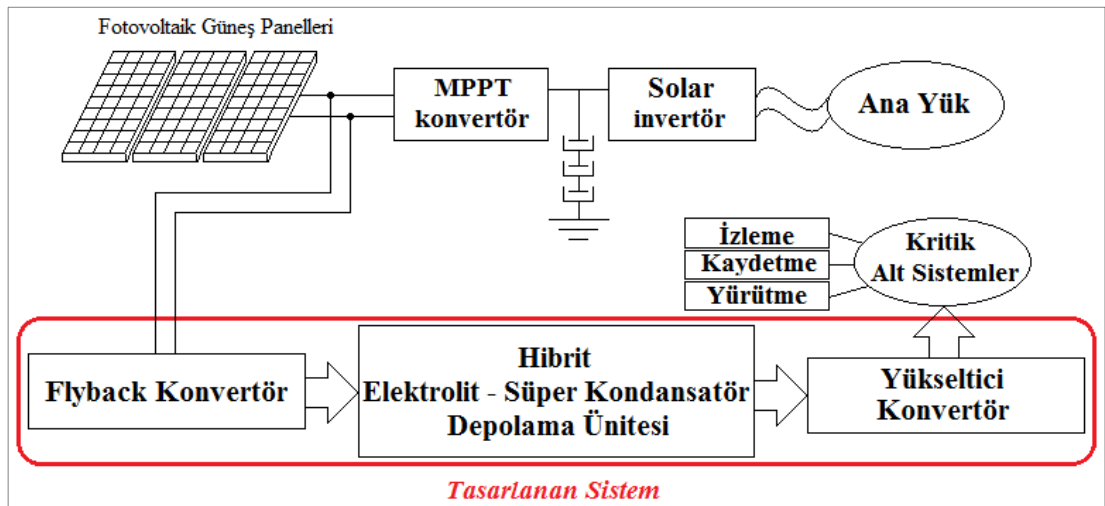 Fotovoltaik Güneş Panelleri
MPPT
konvertör
Solar
invertör
Ana Yük
İzleme
Kaydetme
Yürütme
Kritik
Alt Sistemler
Flyback Konvertör
Hibrit
Elektrolit - Süper Kondansatör
Depolama Ünitesi
Yükseltici
Konvertör
Tasarlanan Sistem